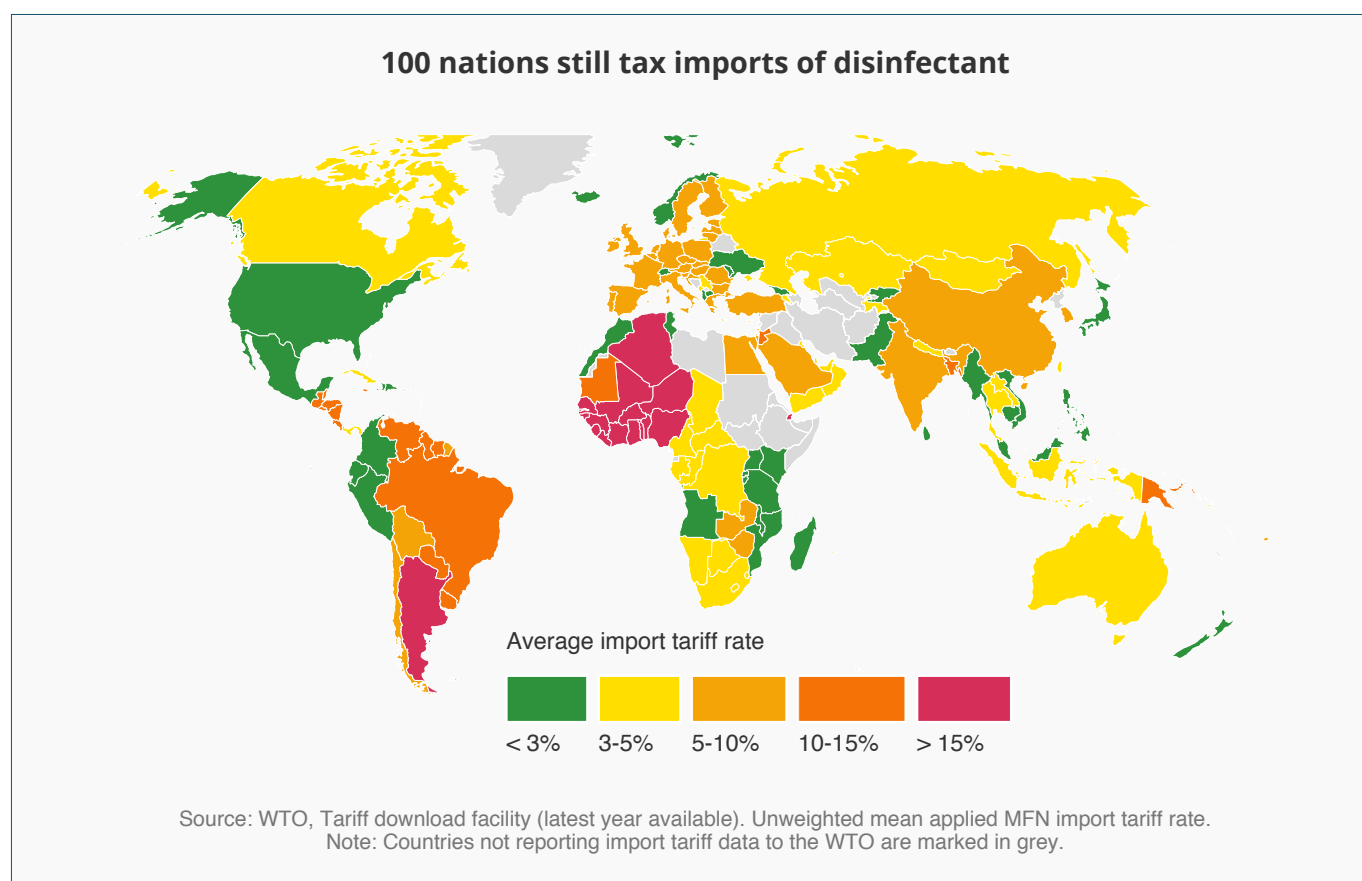 100 nations still tax imports of disinfectant
Average import tariff rate
< 3% 3-5% 5-10% 10-15% > 15%
Source: WTO, Tariff download facility (latest year available). Unweighted mean applied MFN import tariff rate.
Note: Countries not reporting import tariff data to the WTO are marked in grey.